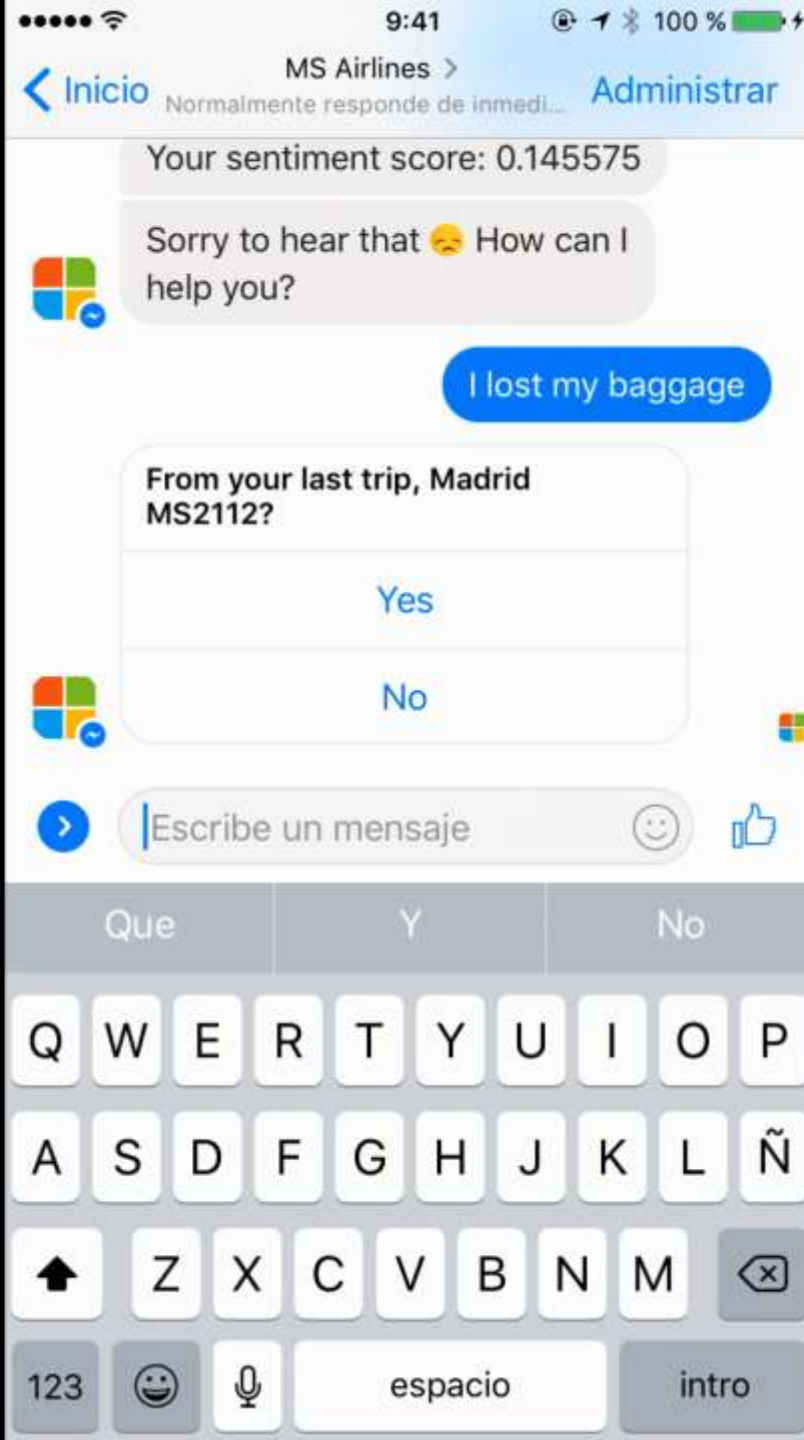 9:41
100 %
Inicio
MS Airlines >
Normalmente responde de inmedi...
Administrar
Your sentiment score: 0.145575
Sorry to hear that 😞 How can I
help you?
I lost my baggage
From your last trip, Madrid
MS2112?
Yes
No
Escribe un mensaje
Que Y No
Q W E R T Y U I O P
A S D F G H J K L Ñ
Z X C V B N M
123 espacio intro